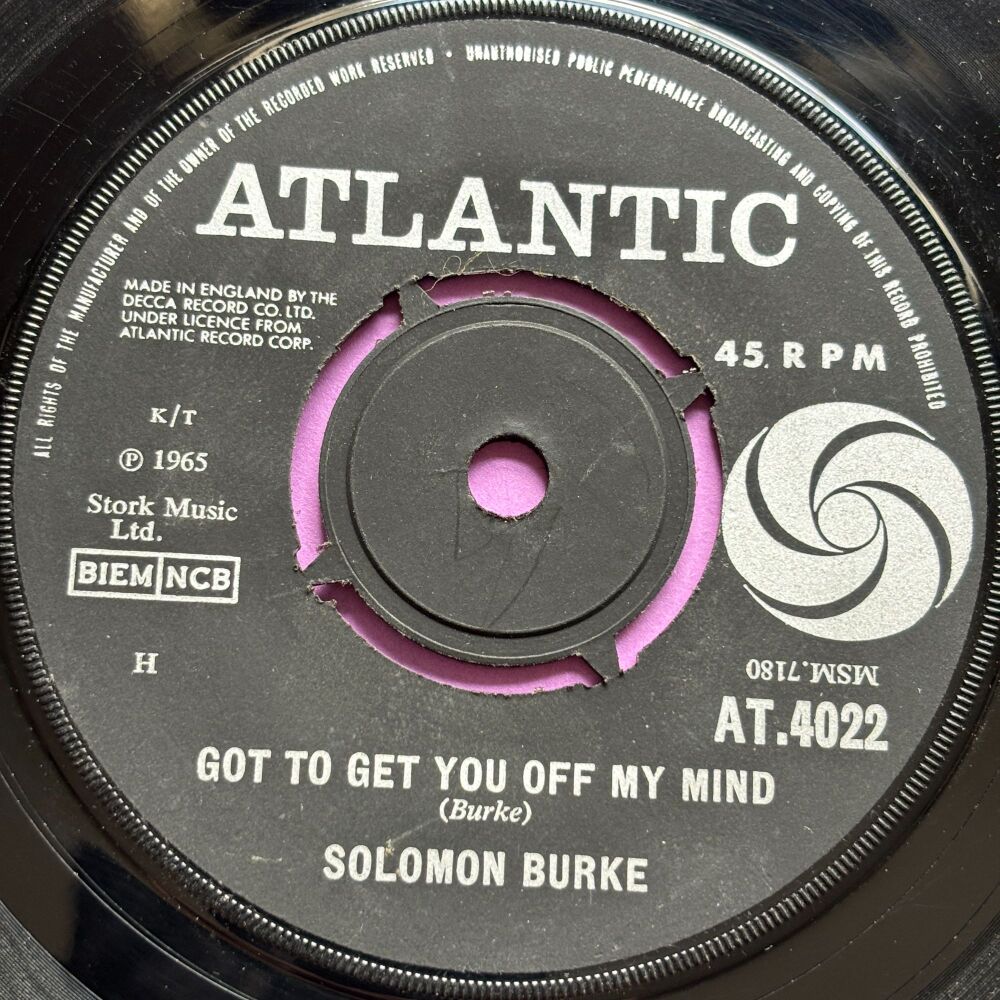 ALL RIGHTS OF THE MANUFACTURER AND OF THE OWNER OF THE RECORDED WORK RESERVED • UNAUTHORISED PUBLIC PERFORMANCE BROADCASTING AND COPYING OF THIS RECORD PROHIBITED
ATLANTIC
MADE IN ENGLAND BY THE
DECCA RECORD CO. LTD.
UNDER LICENCE FROM
ATLANTIC RECORD CORP.
45. R P M
K/T
℗ 1965
Stork Music
Ltd.
BIEM NCB
H
MSM.7180
AT.4022
GOT TO GET YOU OFF MY MIND
(Burke)
SOLOMON BURKE